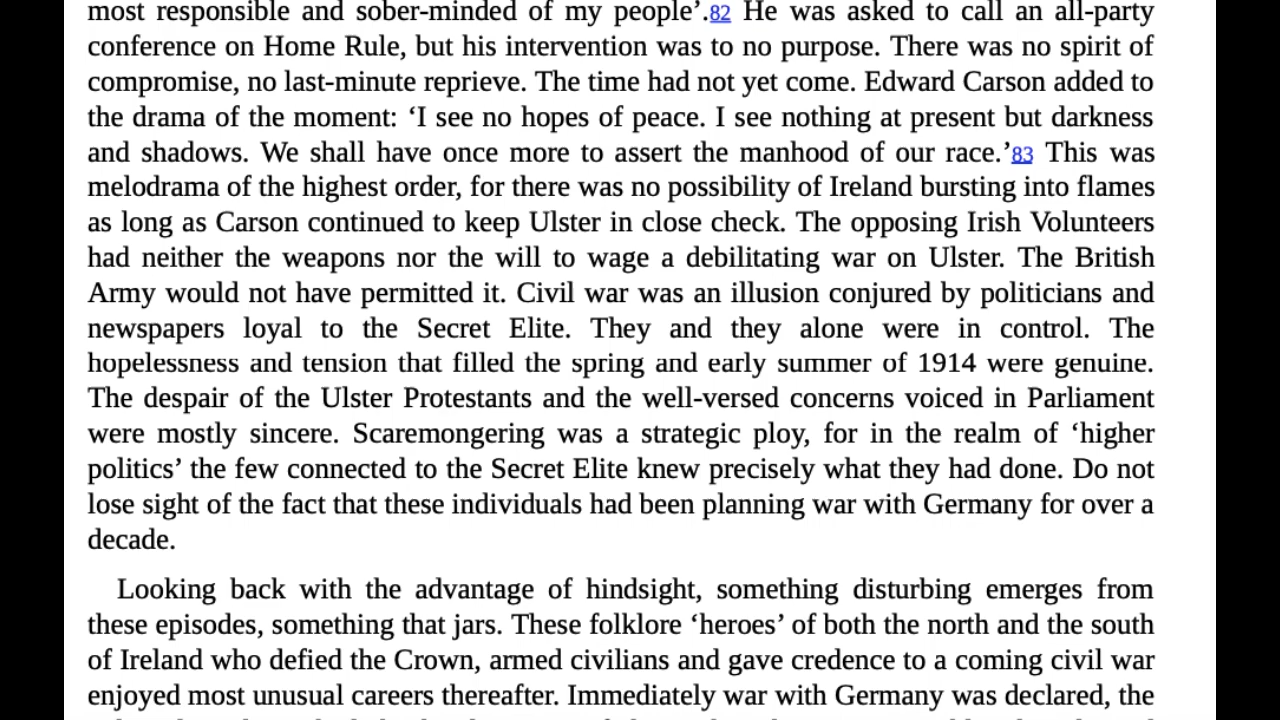 most responsible and sober-minded of my people’.82 He was asked to call an all-party
conference on Home Rule, but his intervention was to no purpose. There was no spirit of
compromise, no last-minute reprieve. The time had not yet come. Edward Carson added to
the drama of the moment: ‘I see no hopes of peace. I see nothing at present but darkness
and shadows. We shall have once more to assert the manhood of our race.’83 This was
melodrama of the highest order, for there was no possibility of Ireland bursting into flames
as long as Carson continued to keep Ulster in close check. The opposing Irish Volunteers
had neither the weapons nor the will to wage a debilitating war on Ulster. The British
Army would not have permitted it. Civil war was an illusion conjured by politicians and
newspapers loyal to the Secret Elite. They and they alone were in control. The
hopelessness and tension that filled the spring and early summer of 1914 were genuine.
The despair of the Ulster Protestants and the well-versed concerns voiced in Parliament
were mostly sincere. Scaremongering was a strategic ploy, for in the realm of ‘higher
politics’ the few connected to the Secret Elite knew precisely what they had done. Do not
lose sight of the fact that these individuals had been planning war with Germany for over a
decade.
Looking back with the advantage of hindsight, something disturbing emerges from
these episodes, something that jars. These folklore ‘heroes’ of both the north and the south
of Ireland who defied the Crown, armed civilians and gave credence to a coming civil war
enjoyed most unusual careers thereafter. Immediately war with Germany was declared, the